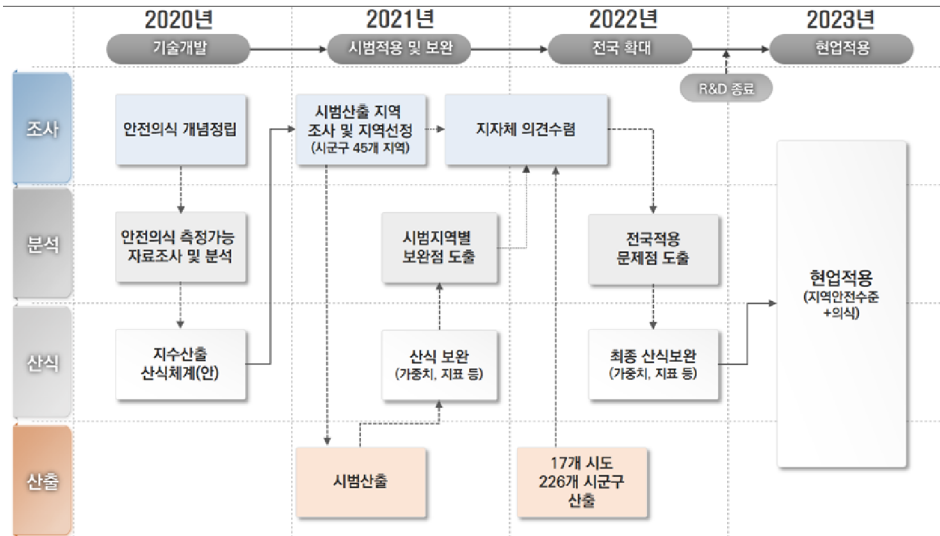 2020년
2021년
2022년
2023년
기술개발
시범적용 및 보완
전국 확대
현업적용
R&D 종료
조사
안전의식 개념정립
시범산출 지역
조사 및 지역선정
(시군구 45개 지역)
지자체 의견수렴
분석
안전의식 측정가능
자료조사 및 분석
시범지역별
보완점 도출
전국적용
문제점 도출
현업적용
(지역안전수준
+의식)
산식
지수산출
산식체계(안)
산식 보완
(가중치, 지표 등)
최종 산식보완
(가중치, 지표 등)
산출
시범산출
17개 시도
226개 시군구
산출